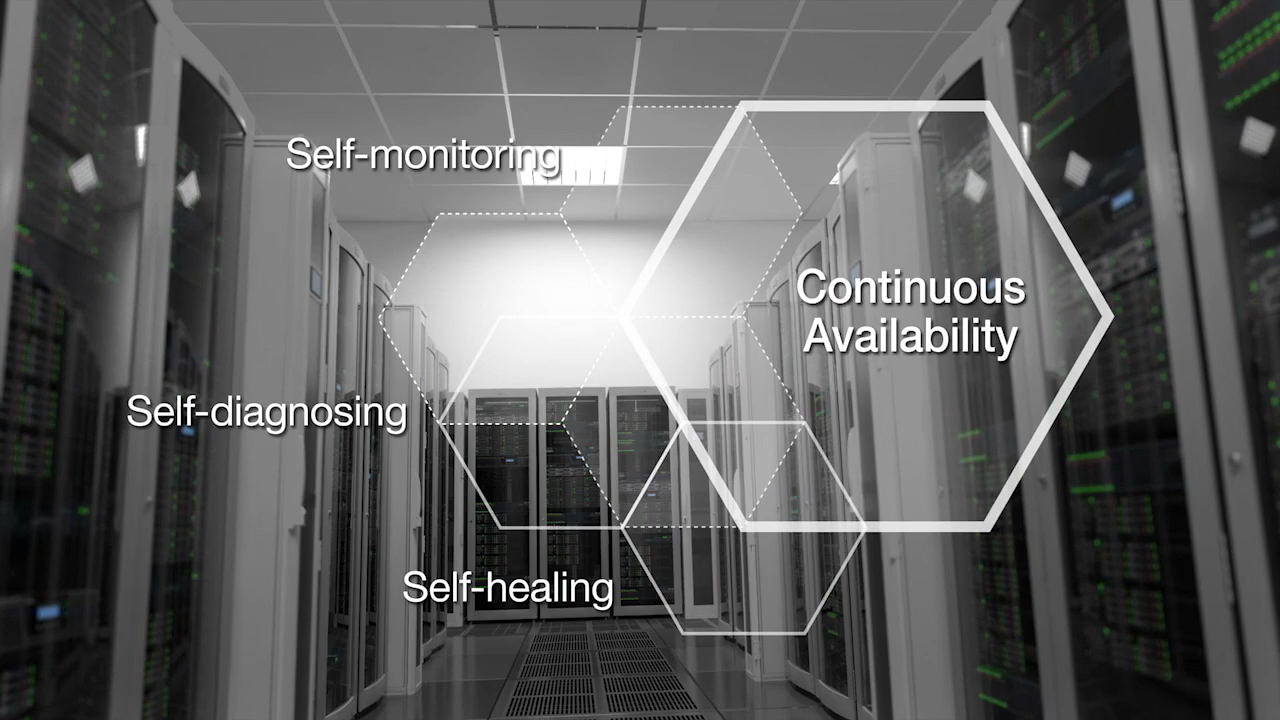 Self-monitoring
Continuous
Availability
Self-diagnosing
Self-healing